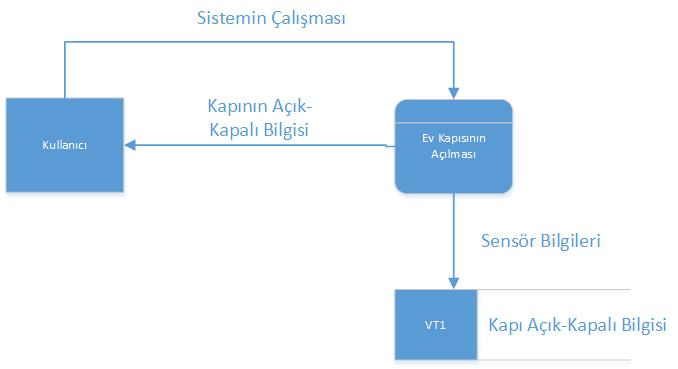 Sistemin Çalışması
Kapının Açık-
Kapalı Bilgisi
Kullanıcı
Ev Kapısının
Açılması
Sensör Bilgileri
VT1
Kapı Açık-Kapalı Bilgisi